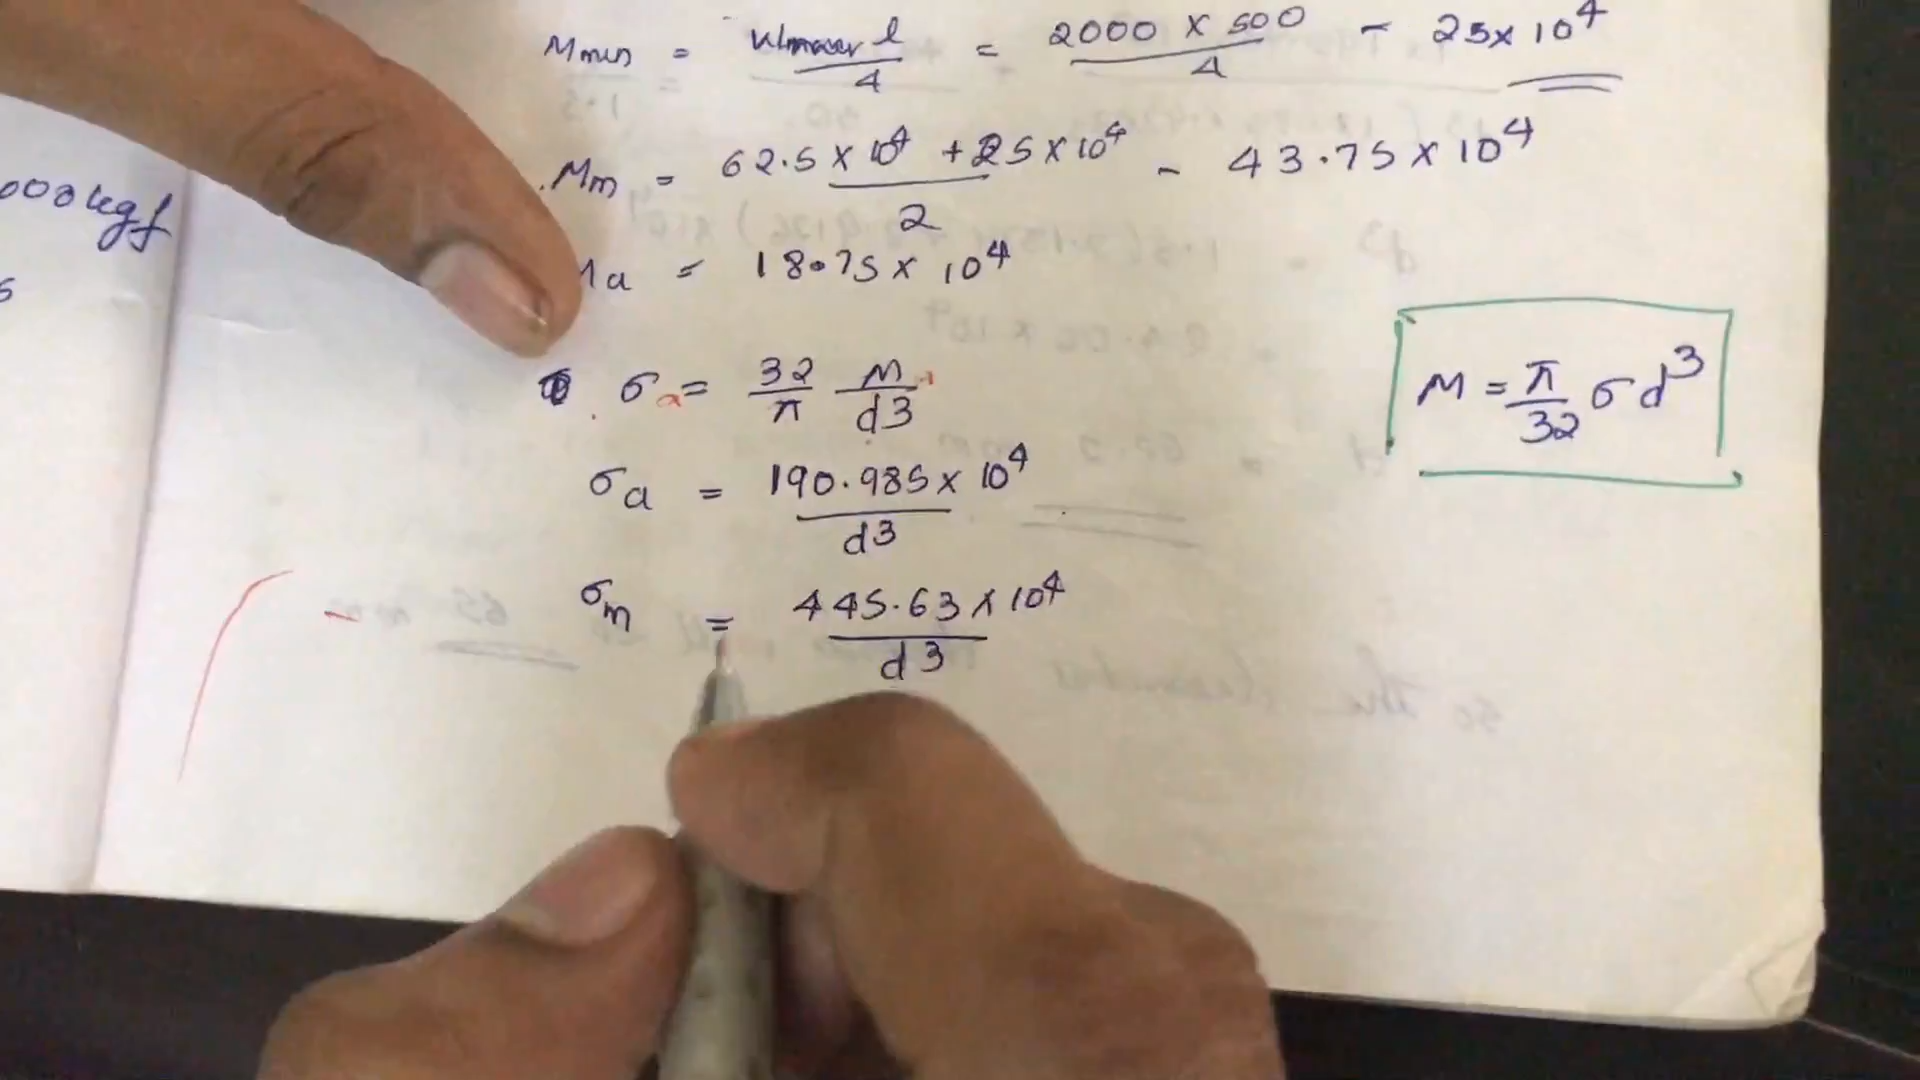 Mmin = Wmax l / 4 = 2000 x 500 / 4 - 25x 10^4
Mm = 62.5 x 10^4 + 25 x 10^4 / 2 - 43.75 x 10^4
000 kgf
a = 18.75 x 10^4
σa = 32/π M/d3
M = π/32 σ d^3
σa = 190.985 x 10^4 / d3
σm = 445.63 x 10^4 / d3